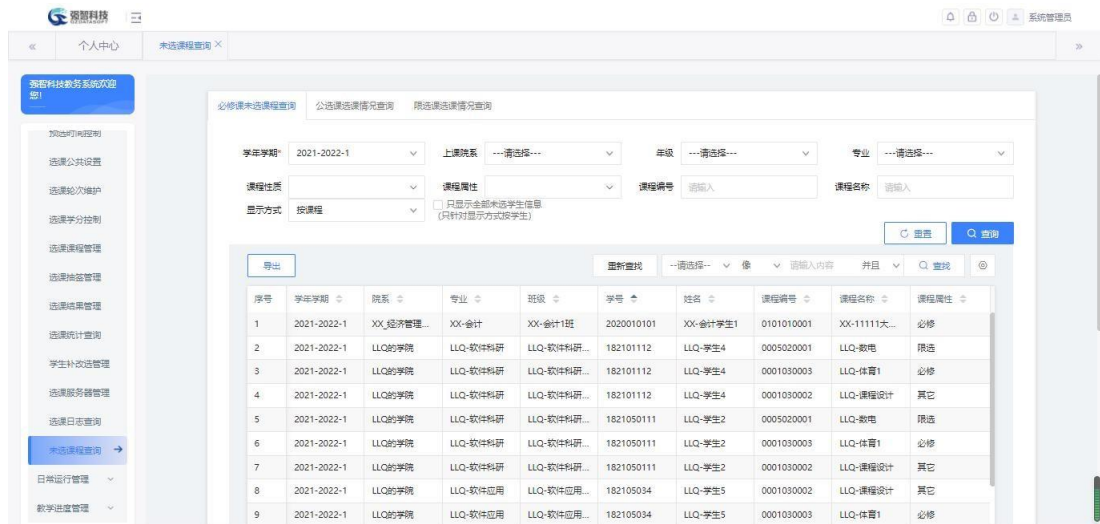 强智科技
系统管理员
个人中心 未选课程查询
强智科技教务系统欢迎
您!
预选时间控制
选课公共设置
选课轮次维护
选课学分控制
选课课程管理
选课抽签管理
选课结果管理
选课统计查询
学生补改选管理
选课服务器管理
选课日志查询
未选课程查询
日常运行管理
教学进度管理
必修课未选课程查询 公选课选课情况查询 限选课选课情况查询
学年学期* 2021-2022-1 上课院系 ---请选择--- 年级 ---请选择--- 专业 ---请选择---
课程性质 课程属性 课程编号 请输入 课程名称 请输入
显示方式 按课程 只显示全部未选学生信息
(只针对显示方式按学生)
重置 查询
导出 重新查找 --请选择-- 像 请输入内容 并且 查找
序号 学年学期 院系 专业 班级 学号 姓名 课程编号 课程名称 课程属性
1 2021-2022-1 XX_经济管理... XX-会计 XX-会计1班 2020010101 XX-会计学生1 0101010001 XX-11111大... 必修
2 2021-2022-1 LLQ的学院 LLQ-软件科研 LLQ-软件科研... 182101112 LLQ-学生4 0005020001 LLQ-数电 限选
3 2021-2022-1 LLQ的学院 LLQ-软件科研 LLQ-软件科研... 182101112 LLQ-学生4 0001030003 LLQ-体育1 必修
4 2021-2022-1 LLQ的学院 LLQ-软件科研 LLQ-软件科研... 182101112 LLQ-学生4 0001030002 LLQ-课程设计 其它
5 2021-2022-1 LLQ的学院 LLQ-软件科研 LLQ-软件科研... 1821050111 LLQ-学生2 0005020001 LLQ-数电 限选
6 2021-2022-1 LLQ的学院 LLQ-软件科研 LLQ-软件科研... 1821050111 LLQ-学生2 0001030003 LLQ-体育1 必修
7 2021-2022-1 LLQ的学院 LLQ-软件科研 LLQ-软件科研... 1821050111 LLQ-学生2 0001030002 LLQ-课程设计 其它
8 2021-2022-1 LLQ的学院 LLQ-软件应用 LLQ-软件应用... 182105034 LLQ-学生5 0001030002 LLQ-课程设计 其它
9 2021-2022-1 LLQ的学院 LLQ-软件应用 LLQ-软件应用... 182105034 LLQ-学生5 0001030003 LLQ-体育1 必修